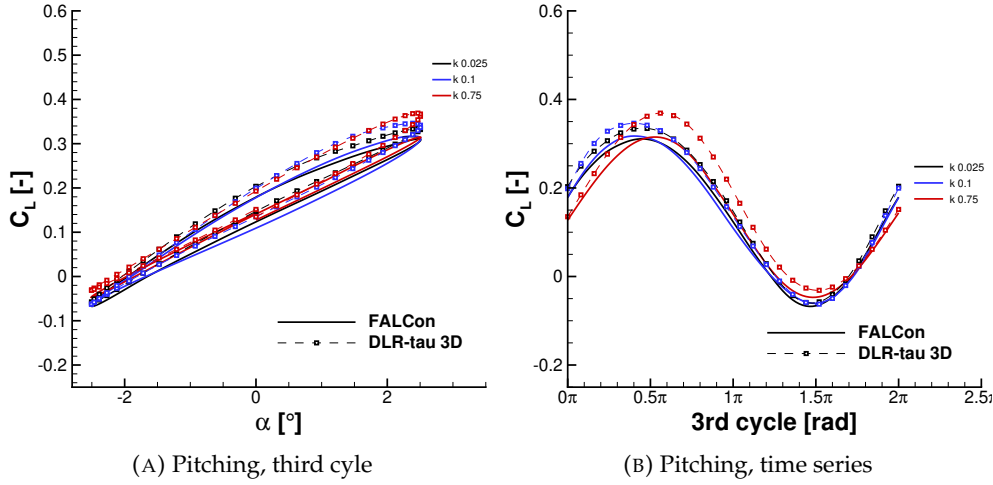 0.6
0.5
0.4
0.3
0.2
0.1
0
-0.1
-0.2
C_L [-]
-2
0
2
α [°]
k 0.025
k 0.1
k 0.75
FALCon
DLR-tau 3D
(A) Pitching, third cyle
0.6
0.4
0.2
0
-0.2
C_L [-]
0π
0.5π
1π
1.5π
2π
2.5π
3rd cycle [rad]
k 0.025
k 0.1
k 0.75
FALCon
DLR-tau 3D
(B) Pitching, time series